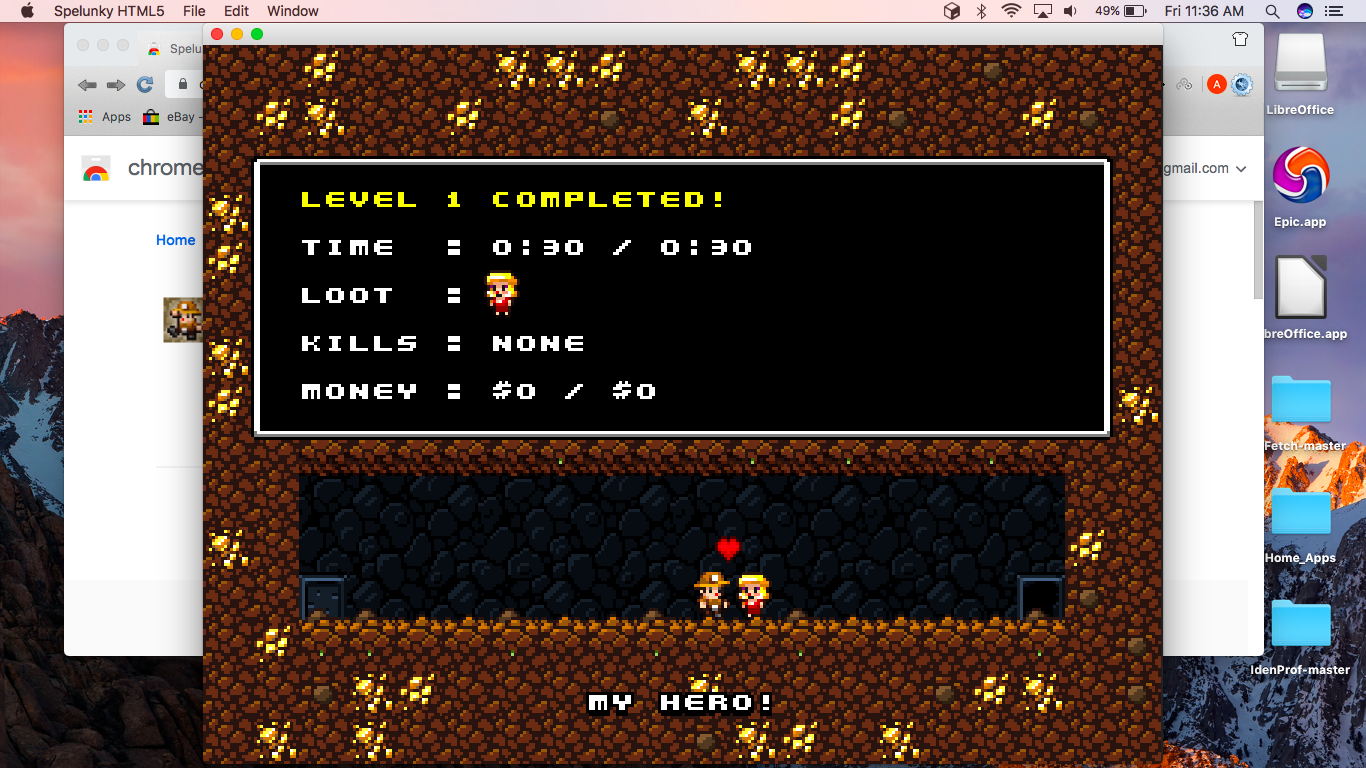 Spelunky HTML5 File Edit Window 49% Fri 11:36 AM
Spelu
A
Apps eBay -
chrome
gmail.com
Home
LEVEL 1 COMPLETED!
TIME = 0:30 / 0:30
LOOT =
KILLS = NONE
MONEY = $0 / $0
MY HERO!
LibreOffice
Epic.app
breOffice.app
Fetch-master
Home_Apps
IdenProf-master